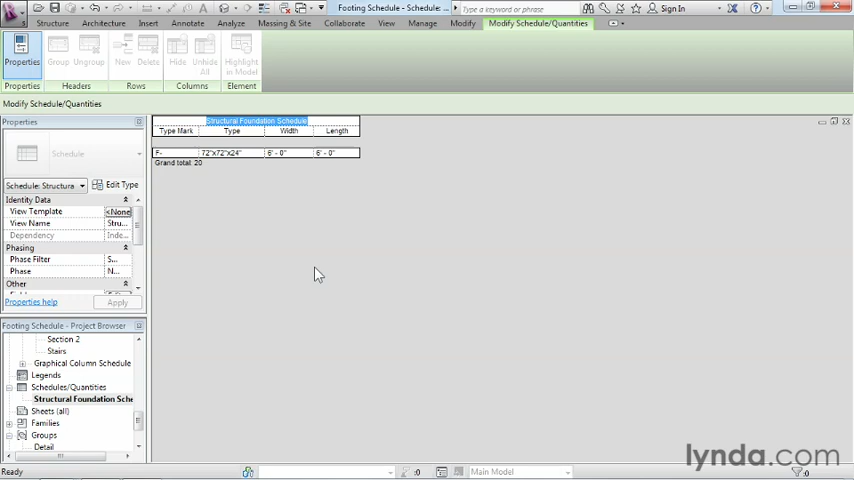 Footing Schedule - Schedule: ...
Type a keyword or phrase
Sign In
Structure Architecture Insert Annotate Analyze Massing & Site Collaborate View Manage Modify Modify Schedule/Quantities
Properties Group Ungroup New Delete Hide Unhide All Highlight in Model
Properties Headers Rows Columns Element
Modify Schedule/Quantities
Properties
Schedule
Schedule: Structura Edit Type
Identity Data
View Template <None
View Name Stru...
Dependency Inde...
Phasing
Phase Filter S...
Phase N...
Other
Properties help Apply
Structural Foundation Schedule
Type Mark Type Width Length
F- 72"x72"x24" 6' - 0" 6' - 0"
Grand total: 20
Footing Schedule - Project Browser
Section 2
Stairs
Graphical Column Schedule
Legends
Schedules/Quantities
Structural Foundation Sche
Sheets (all)
Families
Groups
Detail
Ready
:0
Main Model
:0
lynda.com